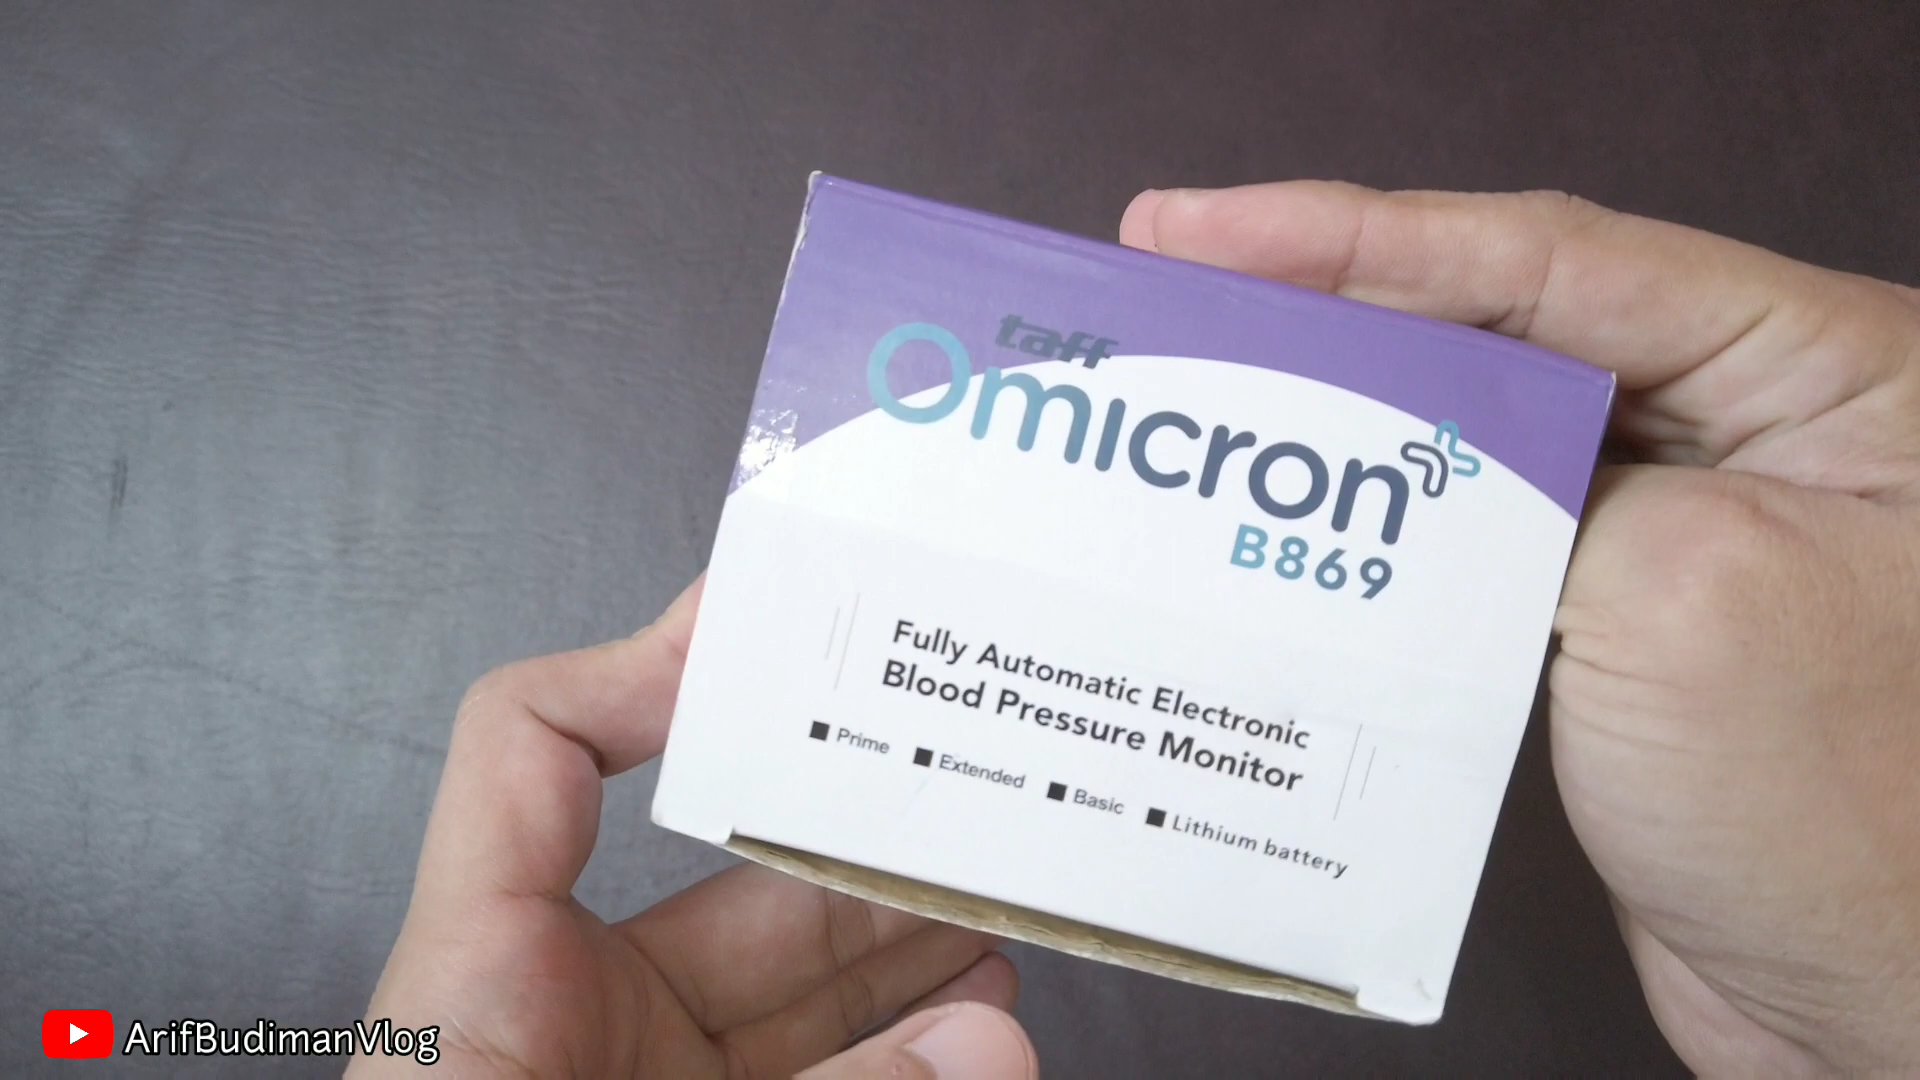 taff
Omicron
B869
Fully Automatic Electronic
Blood Pressure Monitor
■ Prime ■ Extended ■ Basic ■ Lithium battery
ArifBudimanVlog